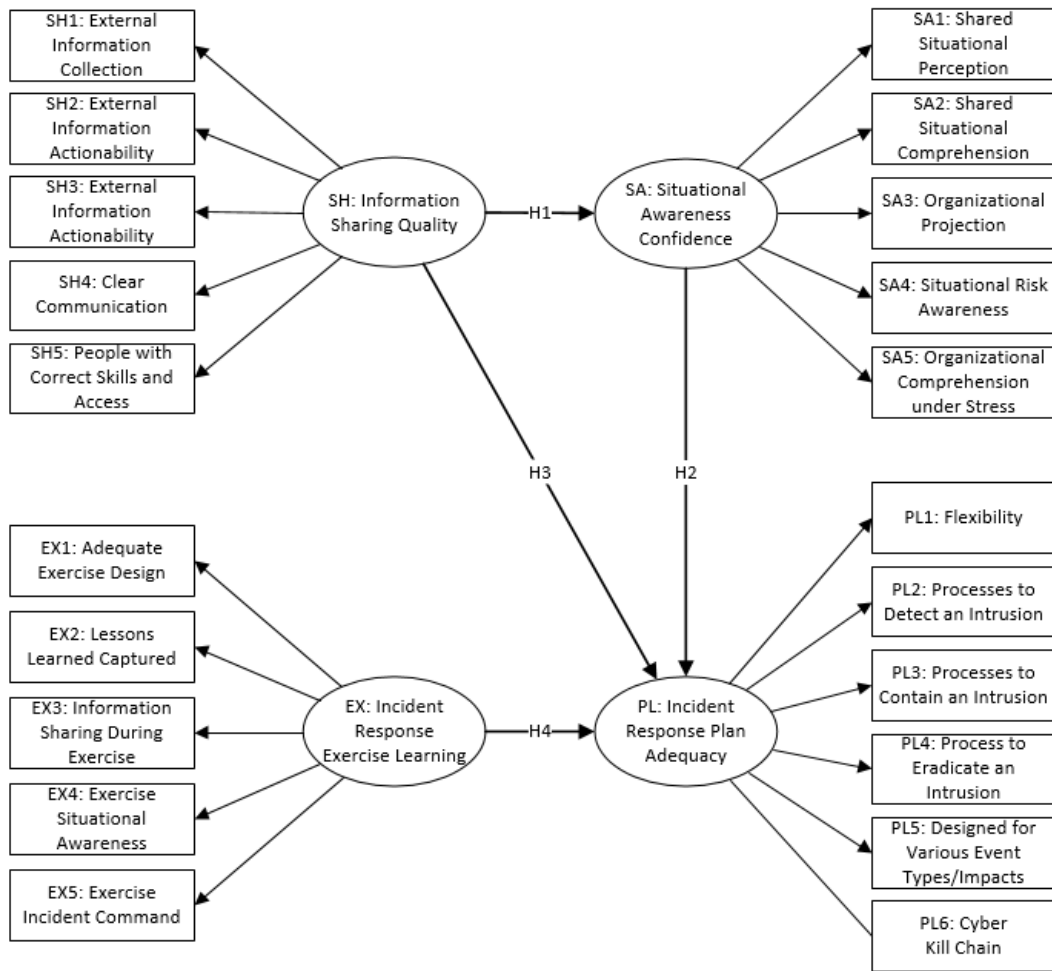 SH1: External
Information
Collection
SH2: External
Information
Actionability
SH3: External
Information
Actionability
SH4: Clear
Communication
SH5: People with
Correct Skills and
Access
SH: Information
Sharing Quality
H1
SA: Situational
Awareness
Confidence
SA1: Shared
Situational
Perception
SA2: Shared
Situational
Comprehension
SA3: Organizational
Projection
SA4: Situational Risk
Awareness
SA5: Organizational
Comprehension
under Stress
H3
H2
EX1: Adequate
Exercise Design
EX2: Lessons
Learned Captured
EX3: Information
Sharing During
Exercise
EX4: Exercise
Situational
Awareness
EX5: Exercise
Incident Command
EX: Incident
Response
Exercise Learning
H4
PL: Incident
Response Plan
Adequacy
PL1: Flexibility
PL2: Processes to
Detect an Intrusion
PL3: Processes to
Contain an Intrusion
PL4: Process to
Eradicate an
Intrusion
PL5: Designed for
Various Event
Types/Impacts
PL6: Cyber
Kill Chain